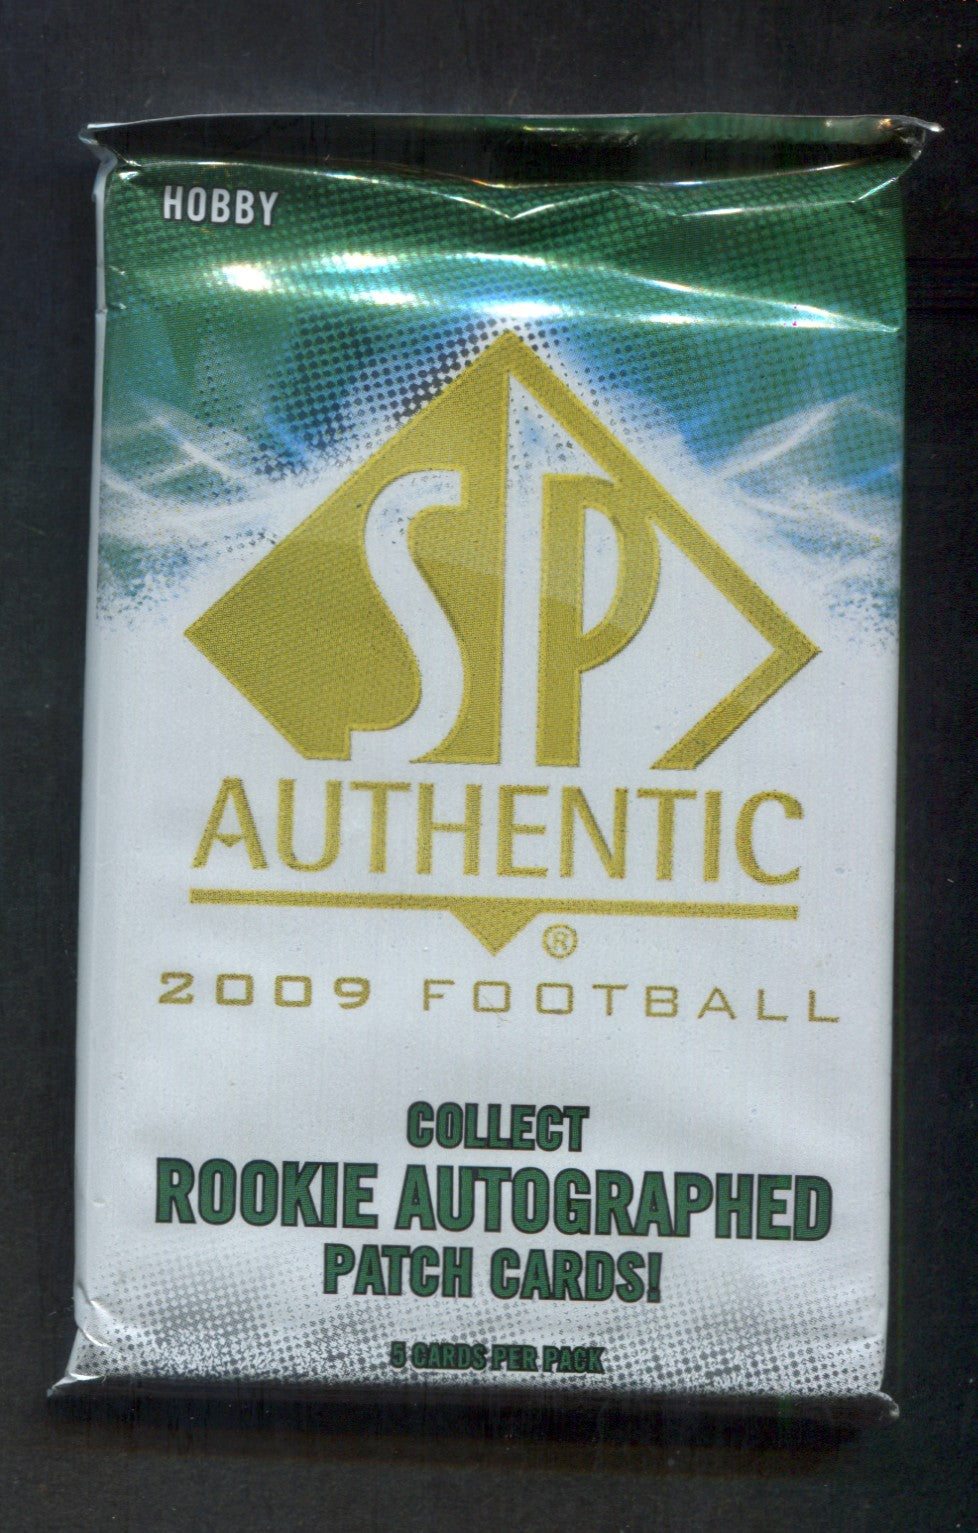 HOBBY
SP
AUTHENTIC
®
2009 FOOTBALL
COLLECT
ROOKIE AUTOGRAPHED
PATCH CARDS!
5 CARDS PER PACK